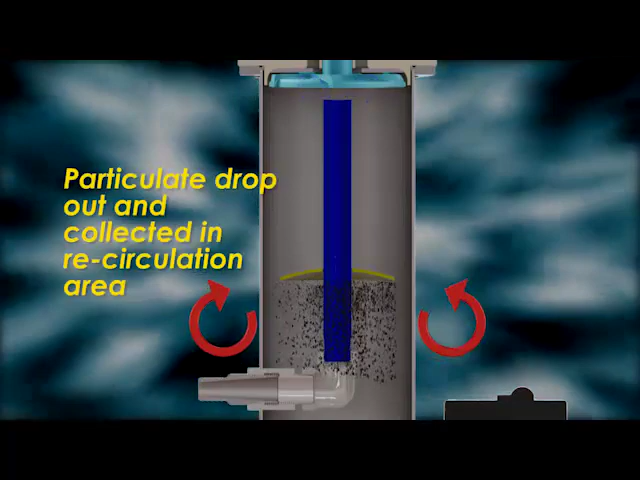 Particulate drop
out and
collected in
re-circulation
area